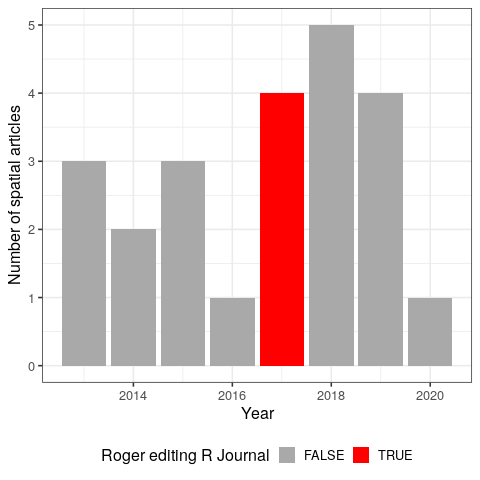 Number of spatial articles
5
4
3
2
1
0
2014 2016 2018 2020
Year
Roger editing R Journal FALSE TRUE